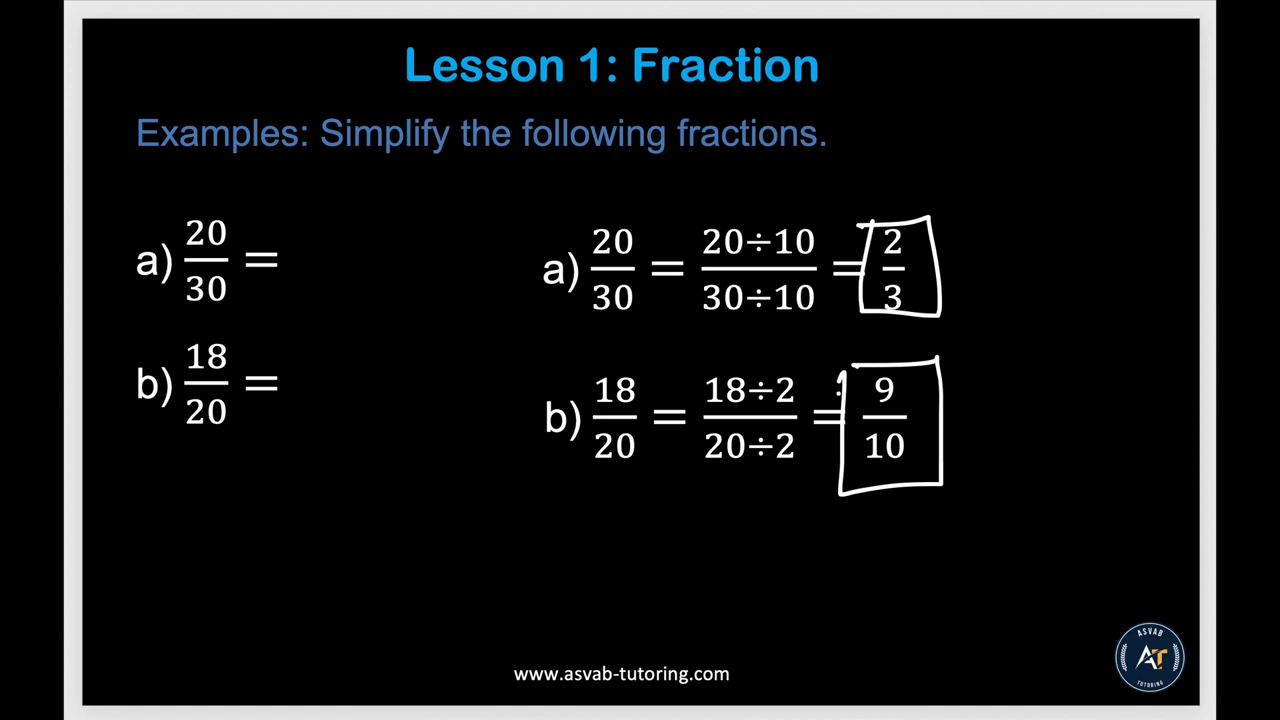 Lesson 1: Fraction
Examples: Simplify the following fractions.
a) 20/30 =
b) 18/20 =
a) 20/30 = 20÷10/30÷10 = 2/3
b) 18/20 = 18÷2/20÷2 = 9/10
www.asvab-tutoring.com
ASVAB
AT
TUTORING